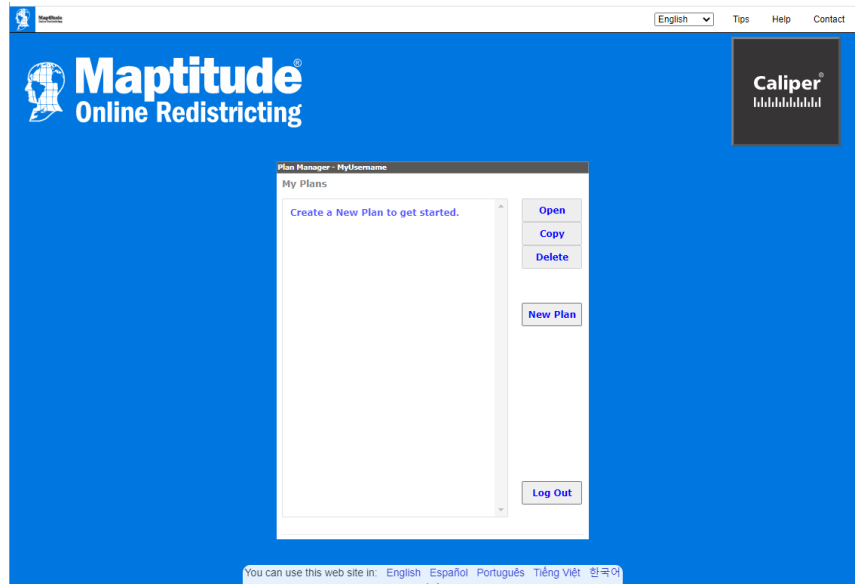 Maptitude
English
Tips Help Contact
Maptitude®
Online Redistricting
Caliper®
Plan Manager - MyUsername
My Plans
Create a New Plan to get started.
Open
Copy
Delete
New Plan
Log Out
You can use this web site in: English Español Português Tiếng Việt 한국어